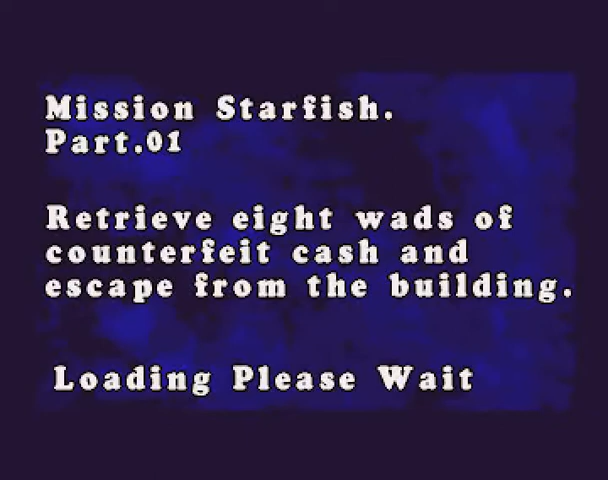 Mission Starfish.
Part.01
Retrieve eight wads of
counterfeit cash and
escape from the building.
Loading Please Wait